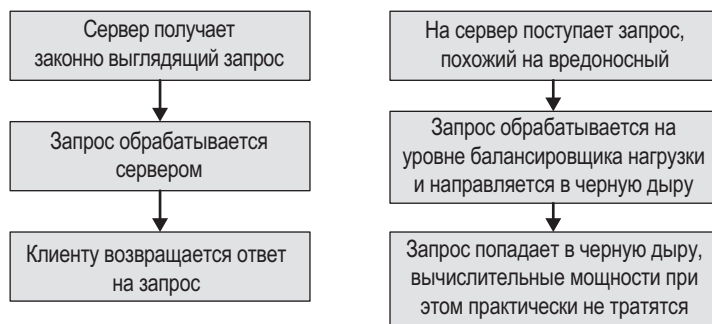 Сервер получает
законно выглядящий запрос
Запрос обрабатывается
сервером
Клиенту возвращается ответ
на запрос
На сервер поступает запрос,
похожий на вредоносный
Запрос обрабатывается на
уровне балансировщика нагрузки
и направляется в черную дыру
Запрос попадает в черную дыру,
вычислительные мощности при
этом практически не тратятся